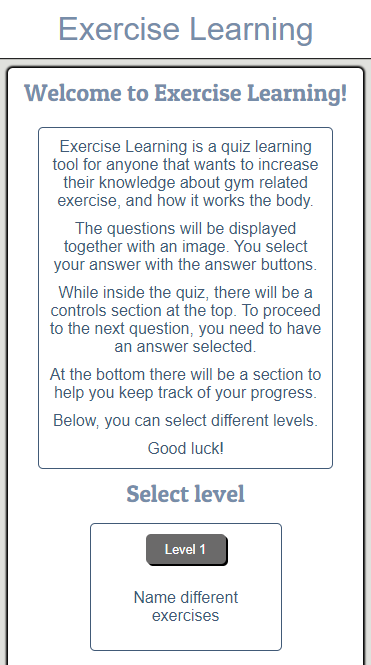 Exercise Learning
Welcome to Exercise Learning!
Exercise Learning is a quiz learning
tool for anyone that wants to increase
their knowledge about gym related
exercise, and how it works the body.
The questions will be displayed
together with an image. You select
your answer with the answer buttons.
While inside the quiz, there will be a
controls section at the top. To proceed
to the next question, you need to have
an answer selected.
At the bottom there will be a section to
help you keep track of your progress.
Below, you can select different levels.
Good luck!
Select level
Level 1
Name different
exercises